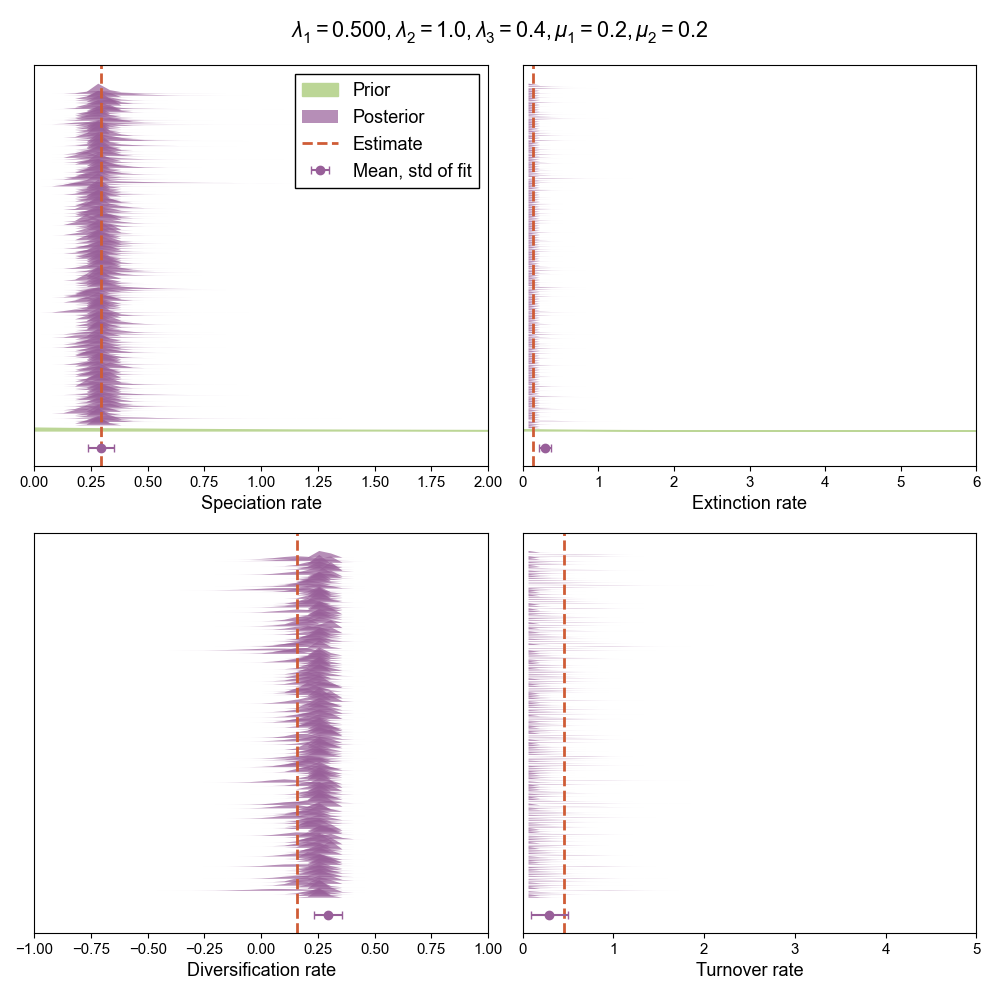 λ₁ = 0.500, λ₂ = 1.0, λ₃ = 0.4, μ₁ = 0.2, μ₂ = 0.2
Prior
Posterior
Estimate
Mean, std of fit
0.00 0.25 0.50 0.75 1.00 1.25 1.50 1.75 2.00
Speciation rate
0 1 2 3 4 5 6
Extinction rate
−1.00 −0.75 −0.50 −0.25 0.00 0.25 0.50 0.75 1.00
Diversification rate
0 1 2 3 4 5
Turnover rate